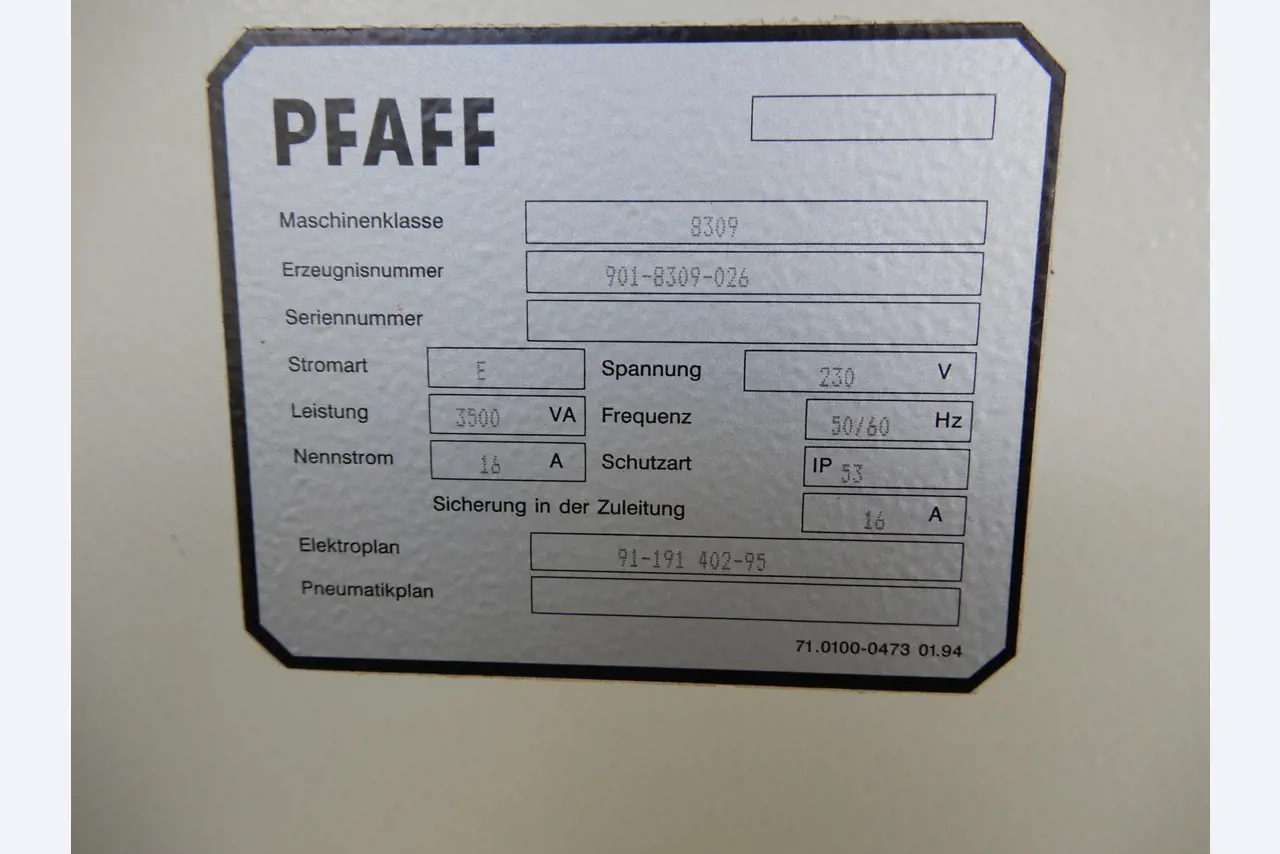 PFAFF
Maschinenklasse 8309
Erzeugnisnummer 901-8309-026
Seriennummer
Stromart E Spannung 230 V
Leistung 3500 VA Frequenz 50/60 Hz
Nennstrom 16 A Schutzart IP 53
Sicherung in der Zuleitung 16 A
Elektroplan 91-191 402-95
Pneumatikplan
71.0100-0473 01.94